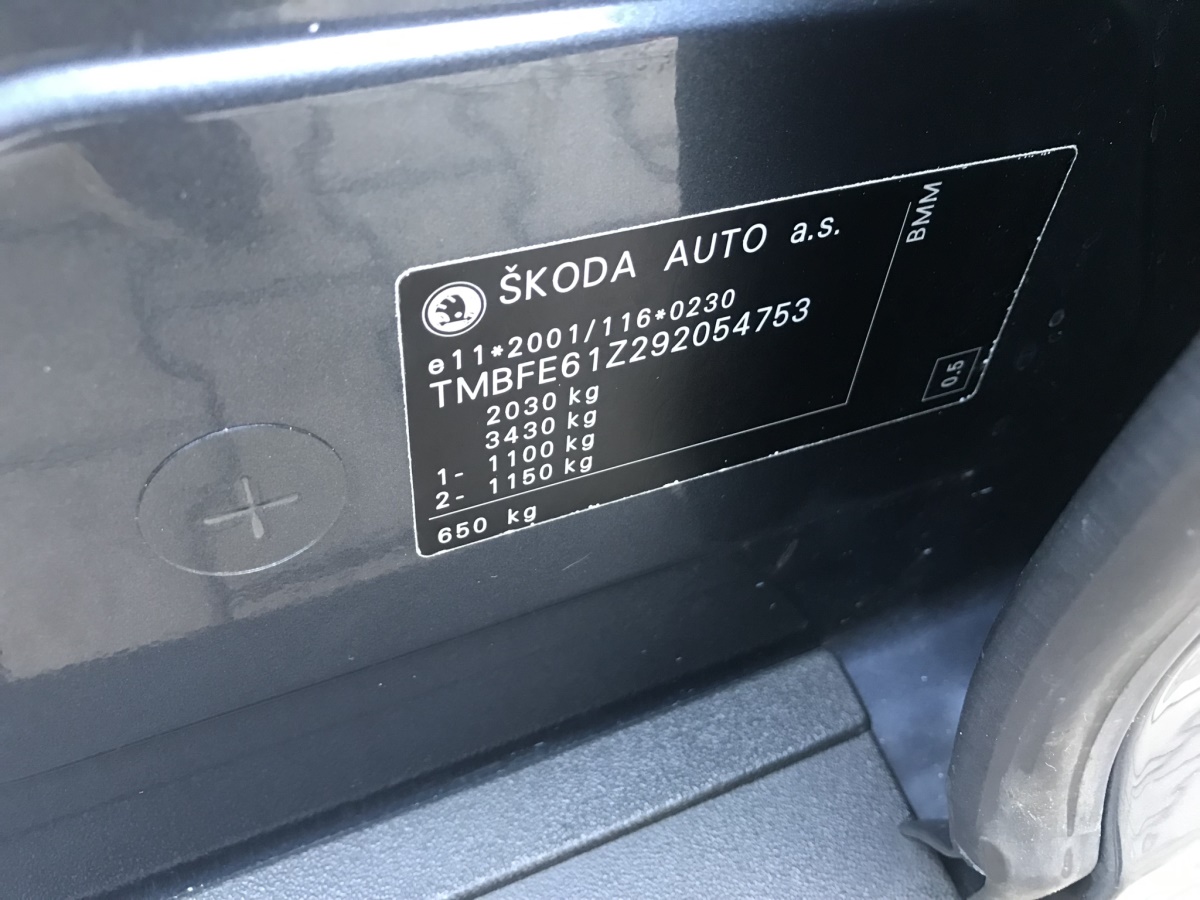 ŠKODA AUTO a.s.
e11*2001/116*0230
TMBFE61Z292054753
2030 kg
3430 kg
1- 1100 kg
2- 1150 kg
650 kg
BMM
0.5